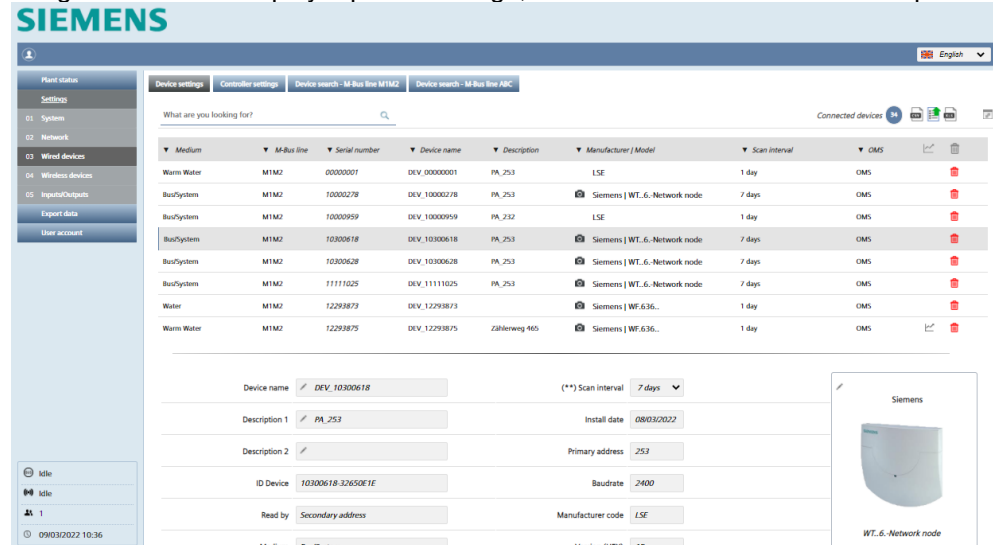 SIEMENS
English
Plant status
Settings
01 System
02 Network
03 Wired devices
04 Wireless devices
05 Inputs/Outputs
Export data
User account
Device settings Controller settings Device search - M-Bus line M1M2 Device search - M-Bus line ABC
What are you looking for? Connected devices 34
Medium M-Bus line Serial number Device name Description Manufacturer | Model Scan interval OMS
Warm Water M1M2 00000001 DEV_00000001 PA_253 LSE 1 day OMS
Bus/System M1M2 10000278 DEV_10000278 PA_253 Siemens | WT..6.-Network node 7 days OMS
Bus/System M1M2 10000959 DEV_10000959 PA_232 LSE 1 day OMS
Bus/System M1M2 10300618 DEV_10300618 PA_253 Siemens | WT..6.-Network node 7 days OMS
Bus/System M1M2 10300628 DEV_10300628 PA_253 Siemens | WT..6.-Network node 7 days OMS
Bus/System M1M2 11111025 DEV_11111025 PA_253 Siemens | WT..6.-Network node 7 days OMS
Water M1M2 12293873 DEV_12293873 Siemens | WF.636.. 1 day OMS
Warm Water M1M2 12293875 DEV_12293875 Zählerweg 465 Siemens | WF.636.. 1 day OMS
Device name DEV_10300618 (**) Scan interval 7 days
Siemens
Description 1 PA_253 Install date 08/03/2022
Description 2 Primary address 253
ID Device 10300618-32650E1E Baudrate 2400
Read by Secondary address Manufacturer code LSE
WT..6.-Network node
Idle
Idle
1
09/03/2022 10:36